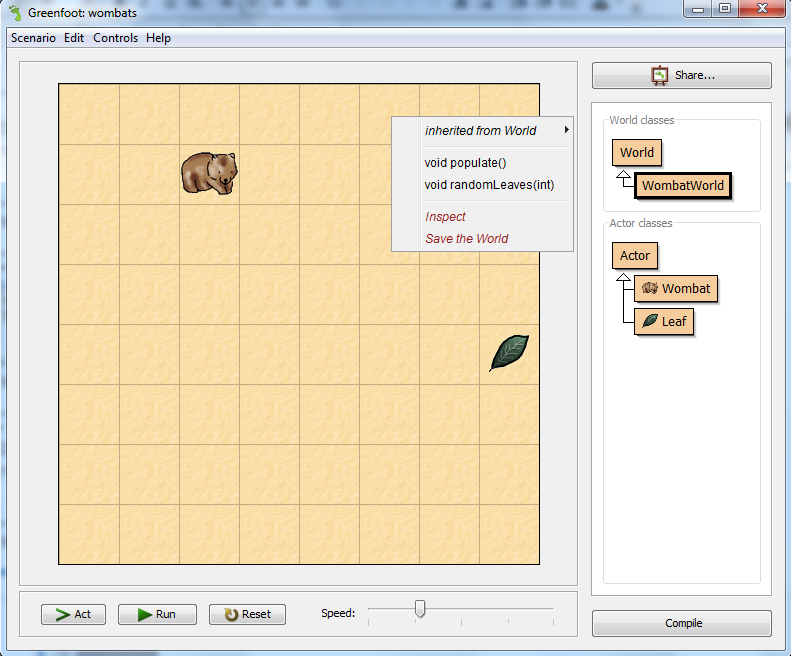 Greenfoot: wombats
Scenario Edit Controls Help
inherited from World
void populate()
void randomLeaves(int)
Inspect
Save the World
Share...
World classes
World
WombatWorld
Actor classes
Actor
Wombat
Leaf
Act
Run
Reset
Speed:
Compile